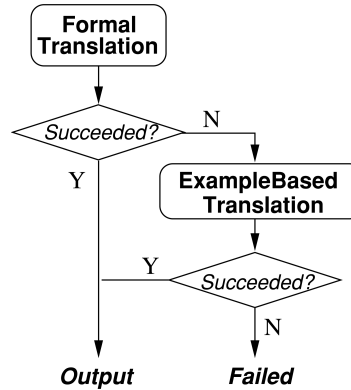 Formal
Translation
Succeeded?
N
Y
ExampleBased
Translation
Y
Succeeded?
N
Output
Failed